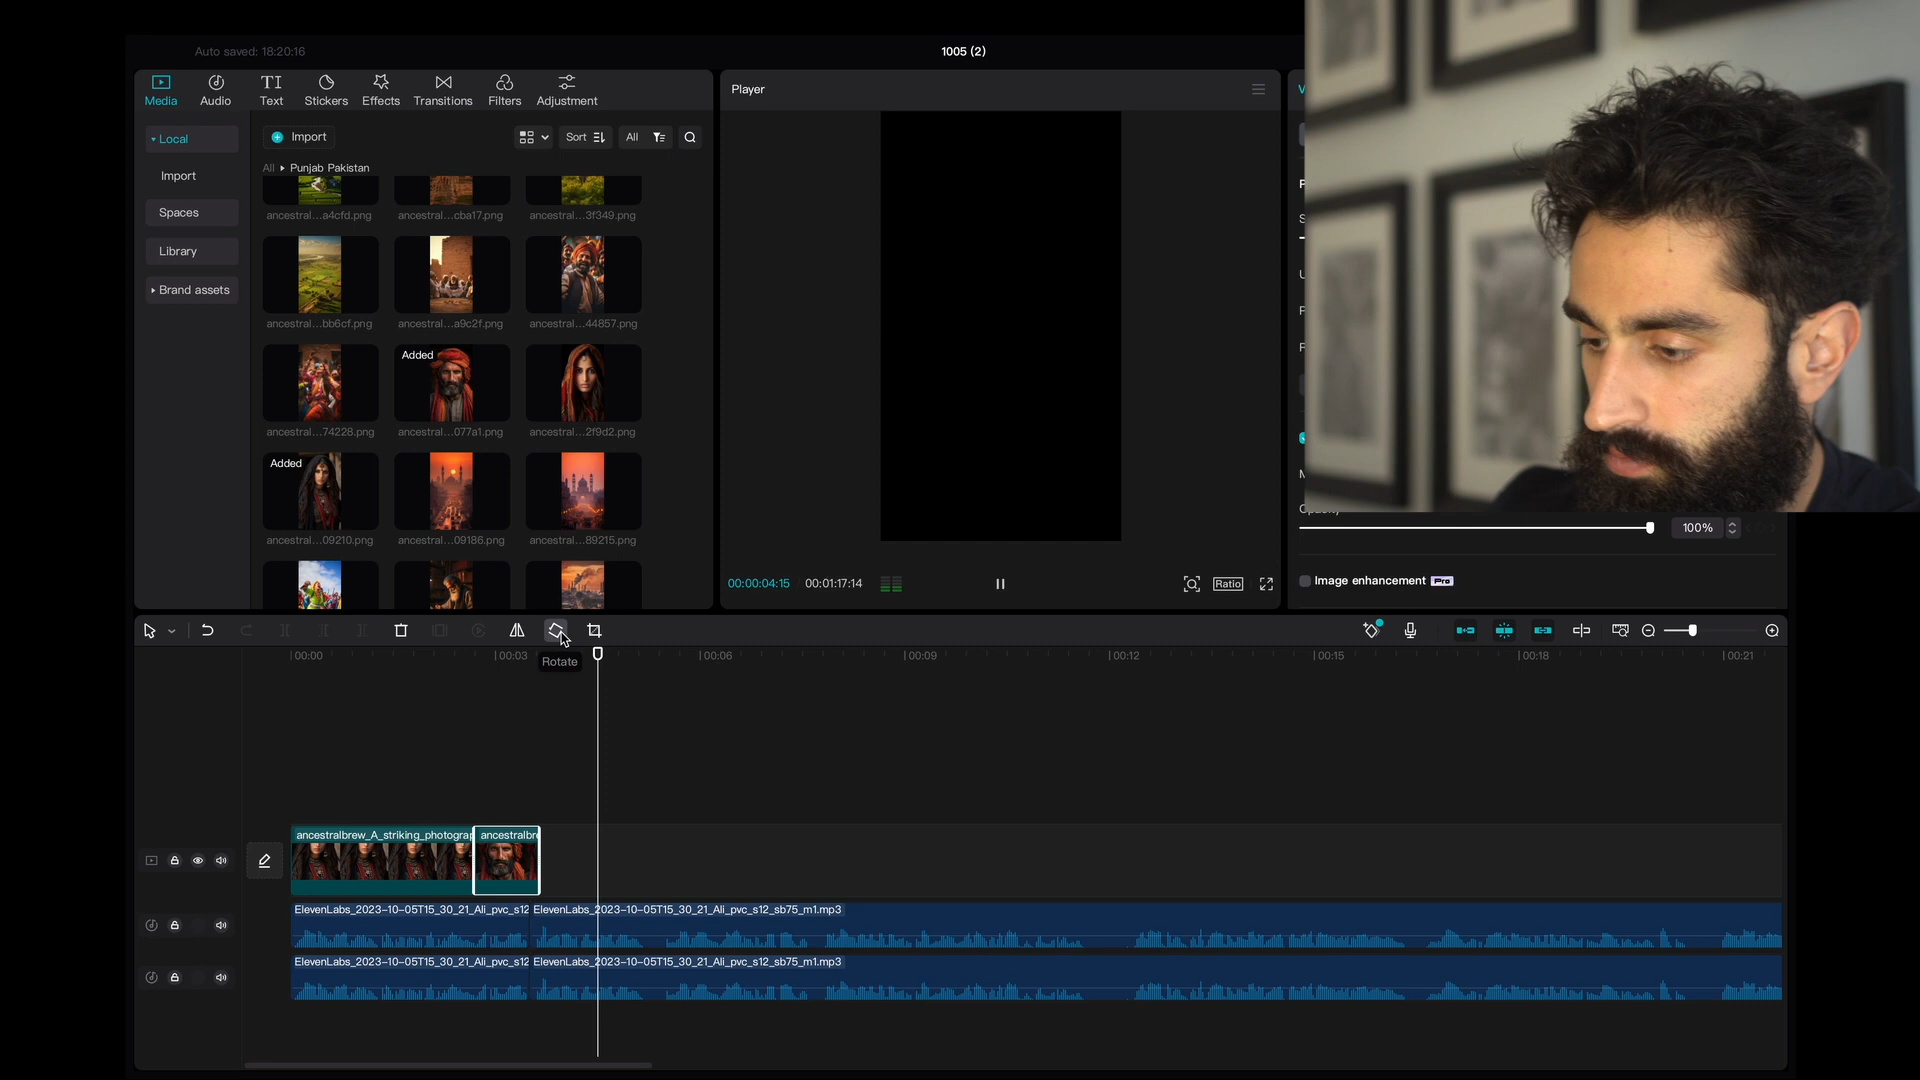 Auto saved: 18:20:16
1005 (2)
Media
Audio
Text
Stickers
Effects
Transitions
Filters
Adjustment
Player
Local
Import
Spaces
Library
Brand assets
Import
Sort
All
All Punjab Pakistan
ancestral...a4cfd.png
ancestral...cba17.png
ancestral...3f349.png
ancestral...bb6cf.png
ancestral...a9c2f.png
ancestral...44857.png
Added
ancestral...74228.png
ancestral...077a1.png
ancestral...2f9d2.png
Added
ancestral...09210.png
ancestral...09186.png
ancestral...89215.png
00:00:04:15
00:01:17:14
Ratio
100%
Image enhancement Pro
Rotate
00:00
00:03
00:06
00:09
00:12
00:15
00:18
00:21
ancestralbrew_A_striking_photograp
ancestralbre
ElevenLabs_2023-10-05T15_30_21_Ali_pvc_s12
ElevenLabs_2023-10-05T15_30_21_Ali_pvc_s12_sb75_m1.mp3
ElevenLabs_2023-10-05T15_30_21_Ali_pvc_s12
ElevenLabs_2023-10-05T15_30_21_Ali_pvc_s12_sb75_m1.mp3